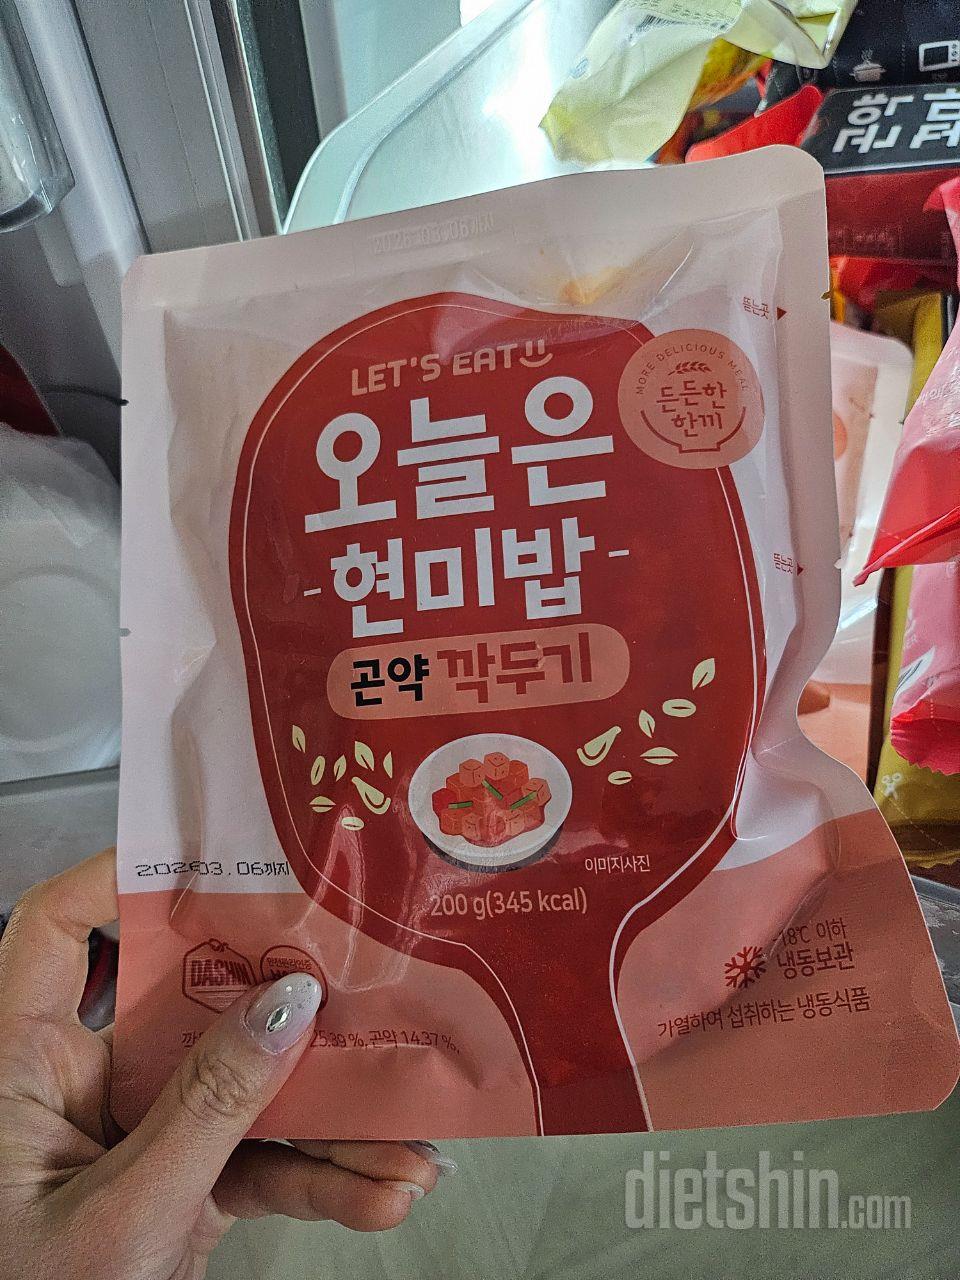 한끼
2026.03.06까지
뜯는곳
LET'S EAT
MORE DELICIOUS MEAL
든든한
한끼
오늘은
-현미밥-
곤약 깍두기
뜯는곳
이미지사진
2026.03.06까지
200 g(345 kcal)
DASHIN
-18℃ 이하
냉동보관
가열하여 섭취하는 냉동식품
25.39 %, 곤약 14.37 %,
dietshin.com